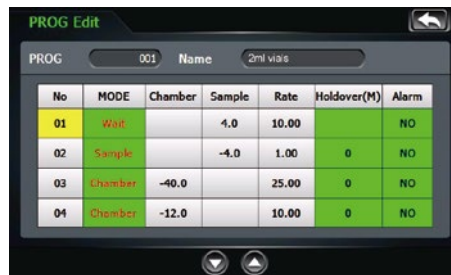 PROG Edit
PROG 001 Name 2ml vials
No MODE Chamber Sample Rate Holdover(M) Alarm
01 Wait 4.0 10.00 NO
02 Sample -4.0 1.00 0 NO
03 Chamber -40.0 25.00 0 NO
04 Chamber -12.0 10.00 0 NO